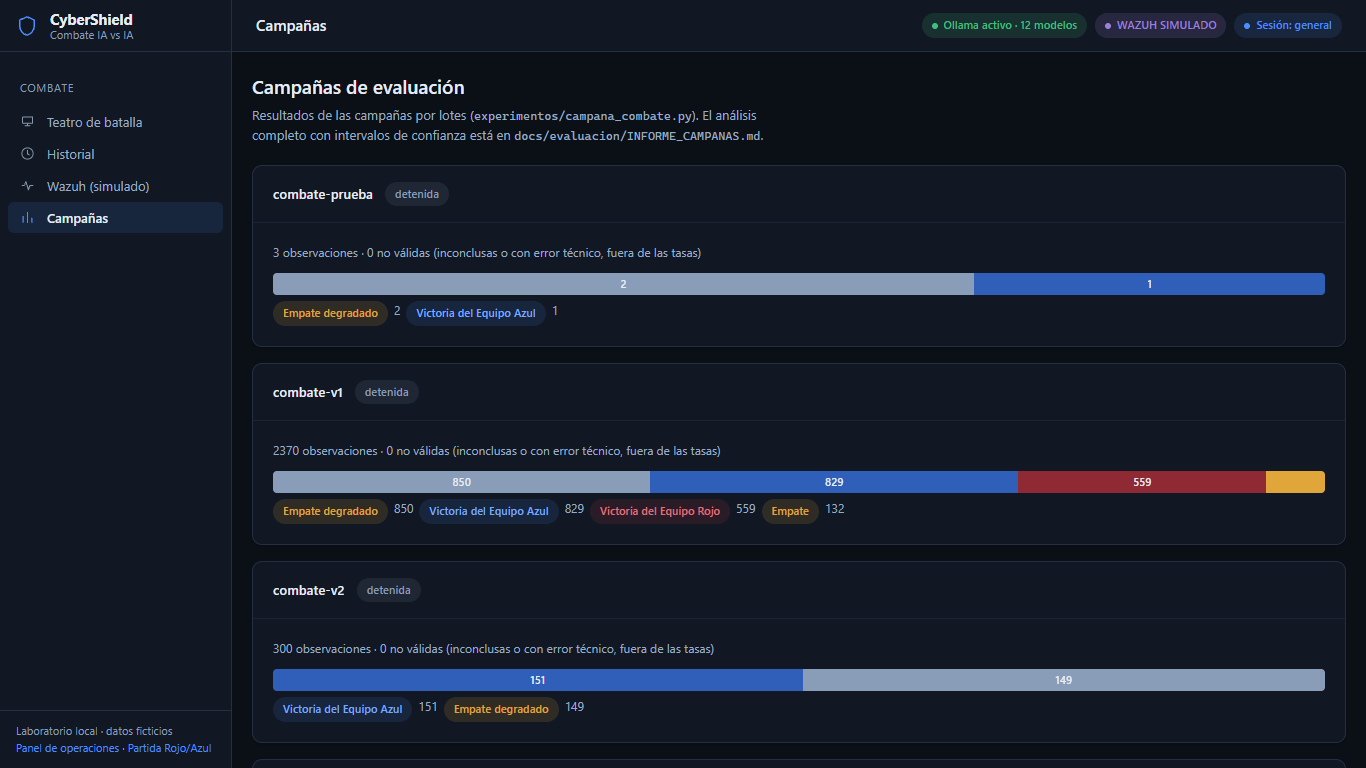 CyberShield
Combate IA vs IA
Campañas
Ollama activo · 12 modelos
WAZUH SIMULADO
Sesión: general
COMBATE
Teatro de batalla
Historial
Wazuh (simulado)
Campañas
Laboratorio local · datos ficticios
Panel de operaciones · Partida Rojo/Azul
Campañas de evaluación
Resultados de las campañas por lotes (experimentos/campana_combate.py). El análisis
completo con intervalos de confianza está en docs/evaluacion/INFORME_CAMPANAS.md.
combate-prueba detenida
3 observaciones · 0 no válidas (inconclusas o con error técnico, fuera de las tasas)
2 1
Empate degradado 2 Victoria del Equipo Azul 1
combate-v1 detenida
2370 observaciones · 0 no válidas (inconclusas o con error técnico, fuera de las tasas)
850 829 559
Empate degradado 850 Victoria del Equipo Azul 829 Victoria del Equipo Rojo 559 Empate 132
combate-v2 detenida
300 observaciones · 0 no válidas (inconclusas o con error técnico, fuera de las tasas)
151 149
Victoria del Equipo Azul 151 Empate degradado 149